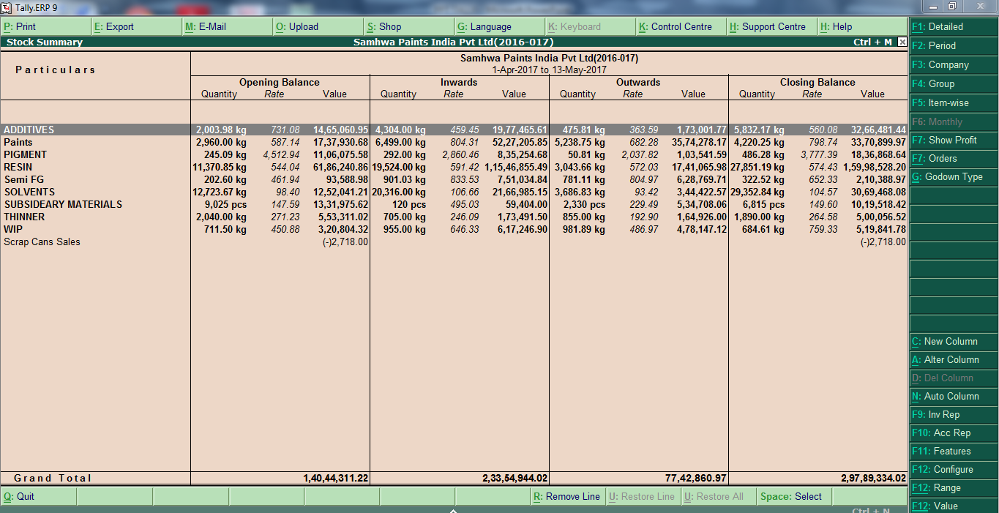 Tally.ERP 9
P: Print E: Export M: E-Mail O: Upload S: Shop G: Language K: Keyboard K: Control Centre H: Support Centre H: Help
Stock Summary Samhwa Paints India Pvt Ltd(2016-017) Ctrl + M
Particulars
Samhwa Paints India Pvt Ltd(2016-017)
1-Apr-2017 to 13-May-2017
Opening Balance Inwards Outwards Closing Balance
Quantity Rate Value Quantity Rate Value Quantity Rate Value Quantity Rate Value
ADDITIVES 2,003.98 kg 731.08 14,65,060.95 4,304.00 kg 459.45 19,77,465.61 475.81 kg 363.59 1,73,001.77 5,832.17 kg 560.08 32,66,481.44
Paints 2,960.00 kg 587.14 17,37,930.68 6,499.00 kg 804.31 52,27,205.85 5,238.75 kg 682.28 35,74,278.17 4,220.25 kg 798.74 33,70,899.97
PIGMENT 245.09 kg 4,512.94 11,06,075.58 292.00 kg 2,860.46 8,35,254.68 50.81 kg 2,037.82 1,03,541.59 486.28 kg 3,777.39 18,36,868.64
RESIN 11,370.85 kg 544.04 61,86,240.86 19,524.00 kg 591.42 1,15,46,855.49 3,043.66 kg 572.03 17,41,065.98 27,851.19 kg 574.43 1,59,98,528.20
Semi FG 202.60 kg 461.94 93,588.98 901.03 kg 833.53 7,51,034.84 781.11 kg 804.97 6,28,769.71 322.52 kg 652.33 2,10,388.97
SOLVENTS 12,723.67 kg 98.40 12,52,041.21 20,316.00 kg 106.66 21,66,985.15 3,686.83 kg 93.42 3,44,422.57 29,352.84 kg 104.57 30,69,468.08
SUBSIDEARY MATERIALS 9,025 pcs 147.59 13,31,975.62 120 pcs 495.03 59,404.00 2,330 pcs 229.49 5,34,708.06 6,815 pcs 149.60 10,19,518.42
THINNER 2,040.00 kg 271.23 5,53,311.02 705.00 kg 246.09 1,73,491.50 855.00 kg 192.90 1,64,926.00 1,890.00 kg 264.58 5,00,056.52
WIP 711.50 kg 450.88 3,20,804.32 955.00 kg 646.33 6,17,246.90 981.89 kg 486.97 4,78,147.12 684.61 kg 759.33 5,19,841.78
Scrap Cans Sales (-)2,718.00 (-)2,718.00
Grand Total 1,40,44,311.22 2,33,54,944.02 77,42,860.97 2,97,89,334.02
Q: Quit R: Remove Line U: Restore Line U: Restore All Space: Select
Ctrl + N
F1: Detailed
F2: Period
F3: Company
F4: Group
F5: Item-wise
F6: Monthly
F7: Show Profit
F7: Orders
G: Godown Type
C: New Column
A: Alter Column
D: Del Column
N: Auto Column
F9: Inv Rep
F10: Acc Rep
F11: Features
F12: Configure
F12: Range
F12: Value